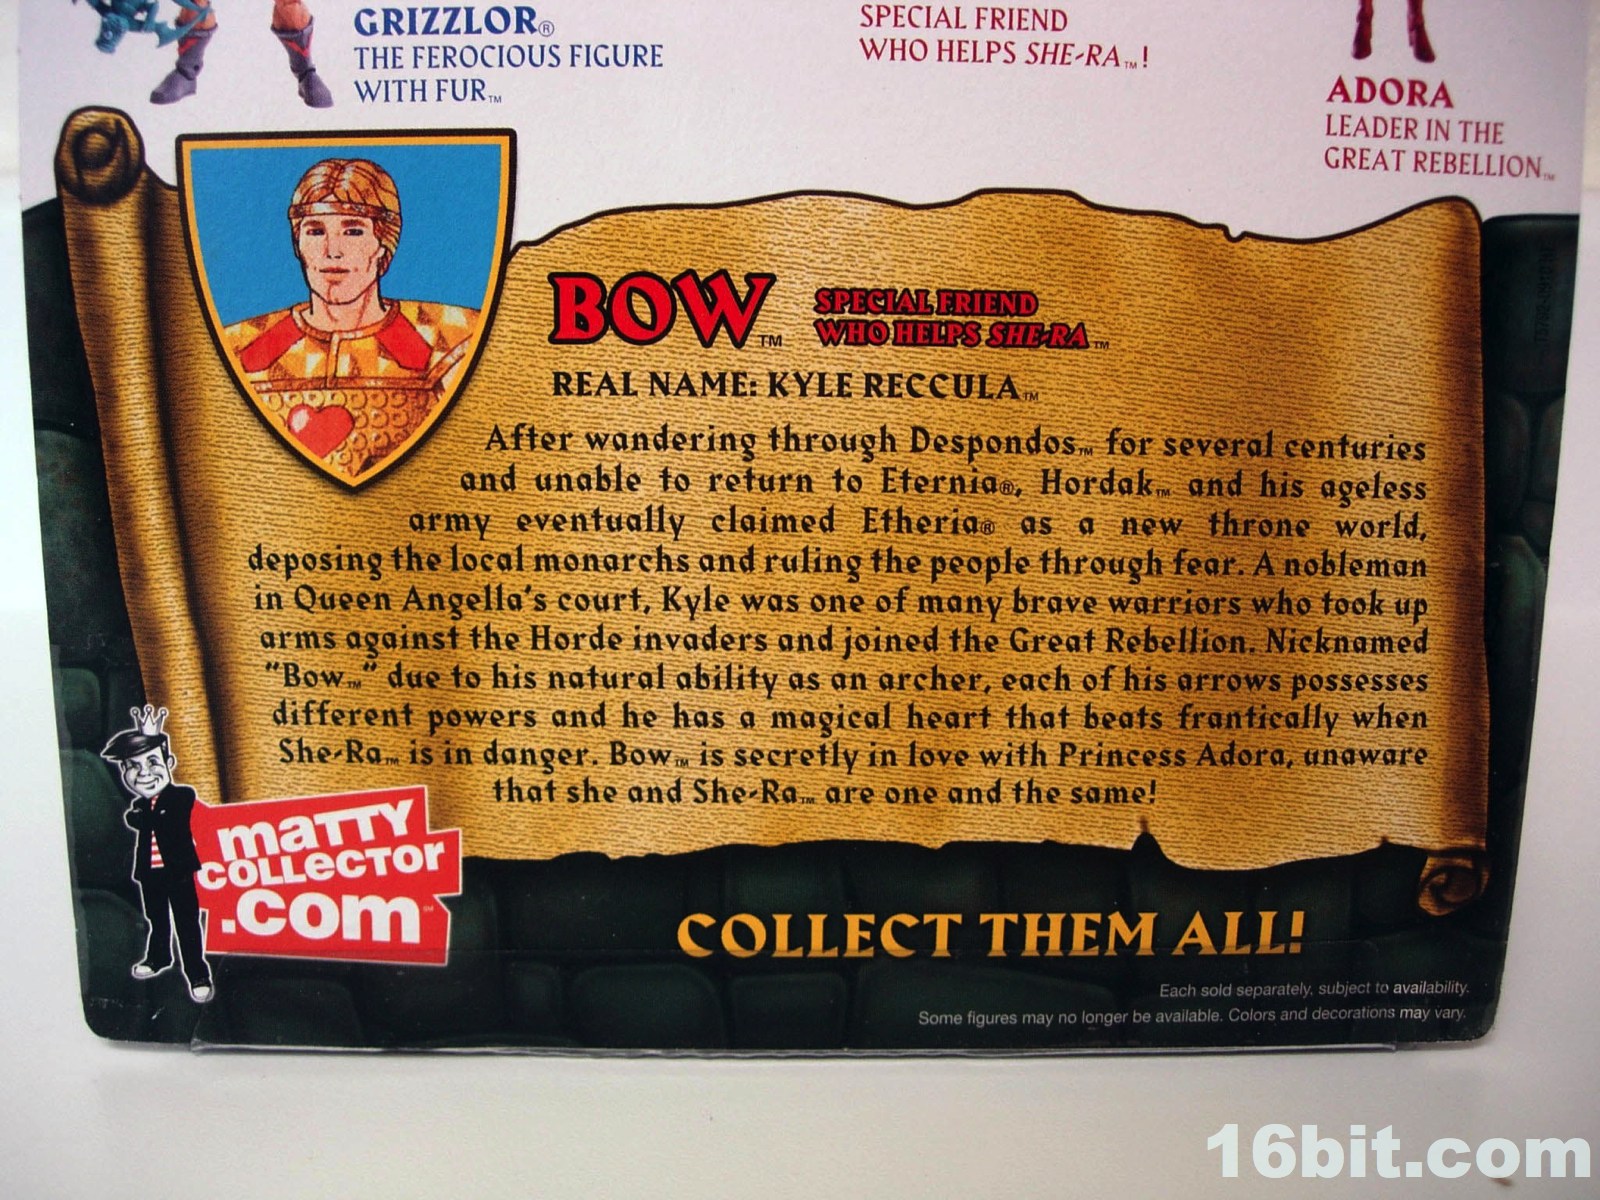 GRIZZLOR®
THE FEROCIOUS FIGURE
WITH FUR™
SPECIAL FRIEND
WHO HELPS SHE-RA™!
ADORA
LEADER IN THE
GREAT REBELLION™
BOW™
SPECIAL FRIEND
WHO HELPS SHE-RA™
REAL NAME: KYLE RECCULA™
After wandering through Despondos™ for several centuries
and unable to return to Eternia®, Hordak™ and his ageless
army eventually claimed Etheria® as a new throne world,
deposing the local monarchs and ruling the people through fear. A nobleman
in Queen Angella's court, Kyle was one of many brave warriors who took up
arms against the Horde invaders and joined the Great Rebellion. Nicknamed
"Bow™" due to his natural ability as an archer, each of his arrows possesses
different powers and he has a magical heart that beats frantically when
She-Ra™ is in danger. Bow™ is secretly in love with Princess Adora, unaware
that she and She-Ra™ are one and the same!
maTTY
COLLecTor
.com
COLLECT THEM ALL!
Each sold separately, subject to availability.
Some figures may no longer be available. Colors and decorations may vary.
16bit.com